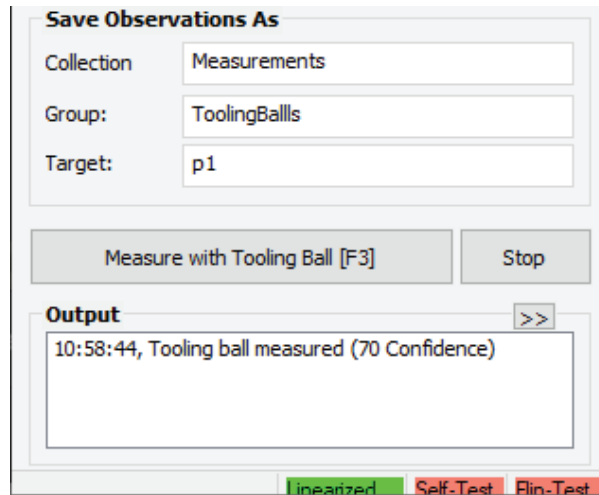 Save Observations As
Collection Measurements
Group: ToolingBallls
Target: p1
Measure with Tooling Ball [F3] Stop
Output >>
10:58:44, Tooling ball measured (70 Confidence)
Linearized Self-Test Flip-Test